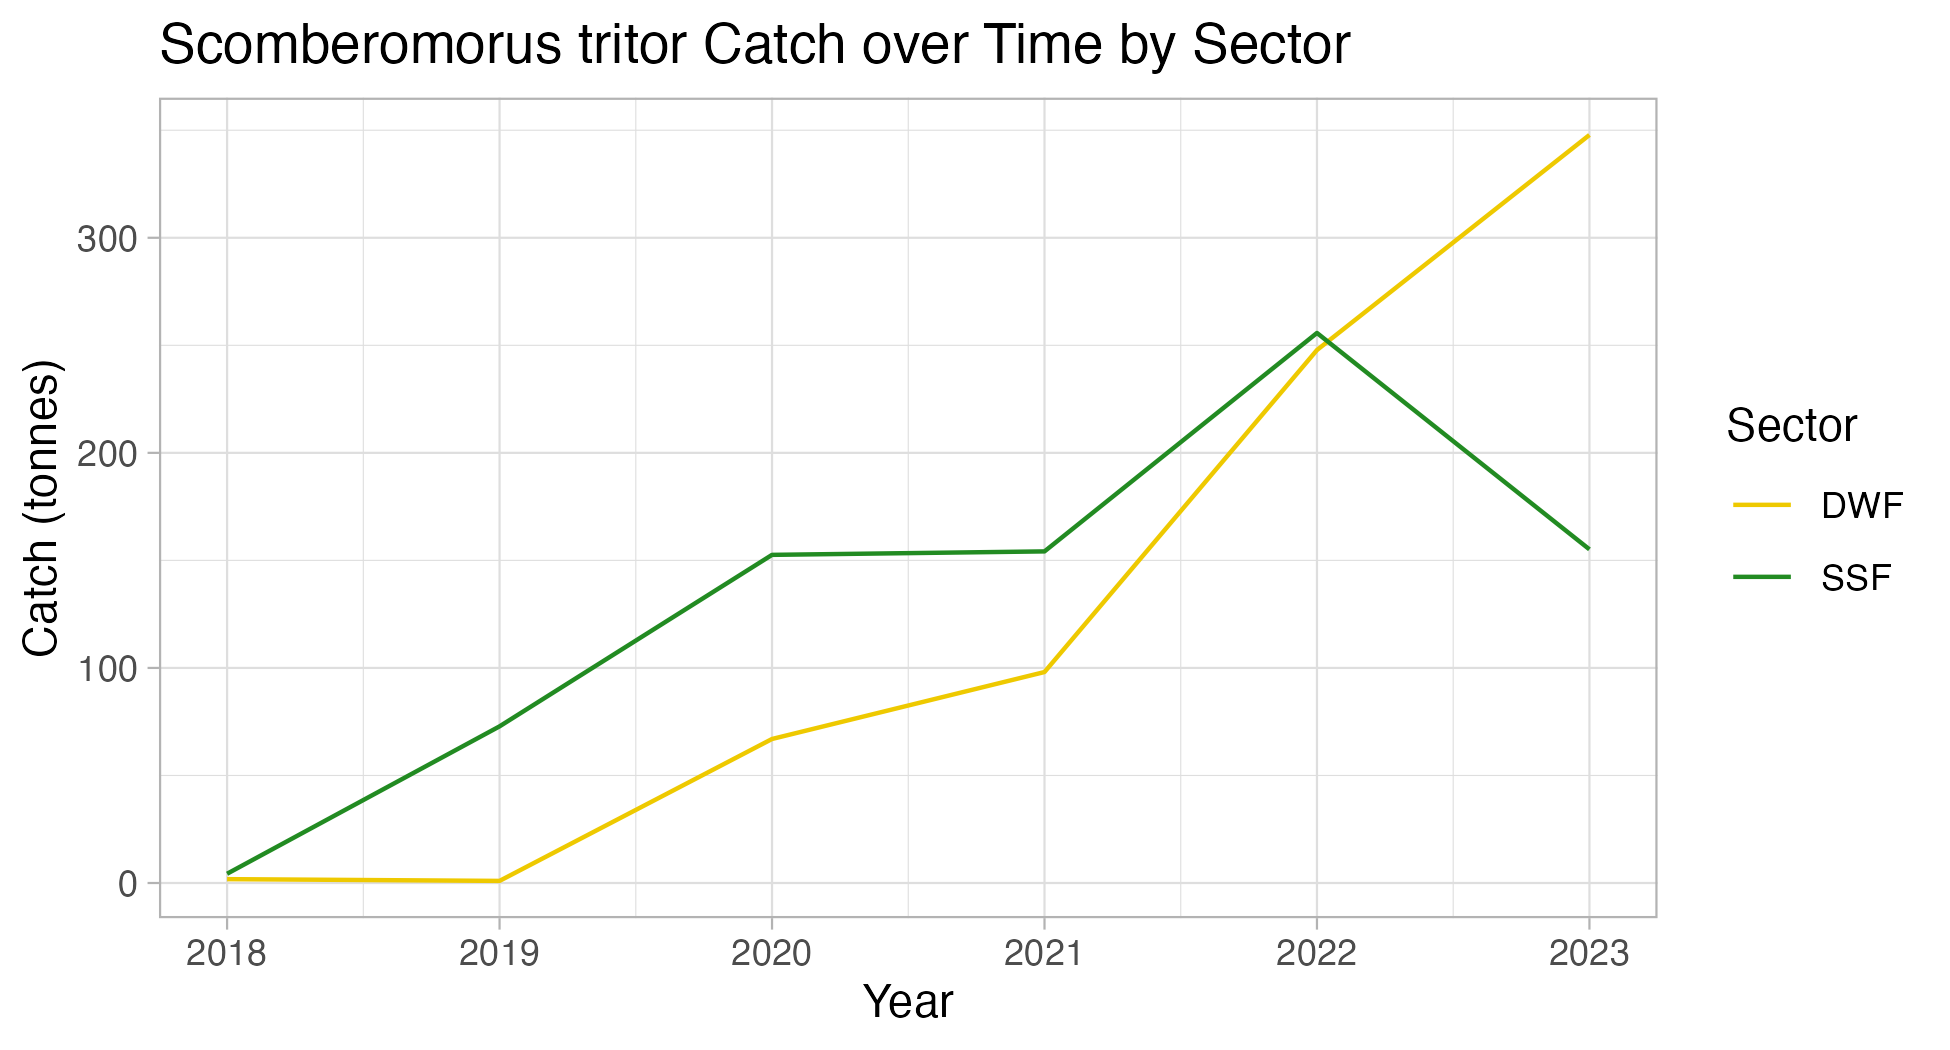 Scomberomorus tritor Catch over Time by Sector
Catch (tonnes)
300
200
100
0
2018 2019 2020 2021 2022 2023
Year
Sector
DWF
SSF